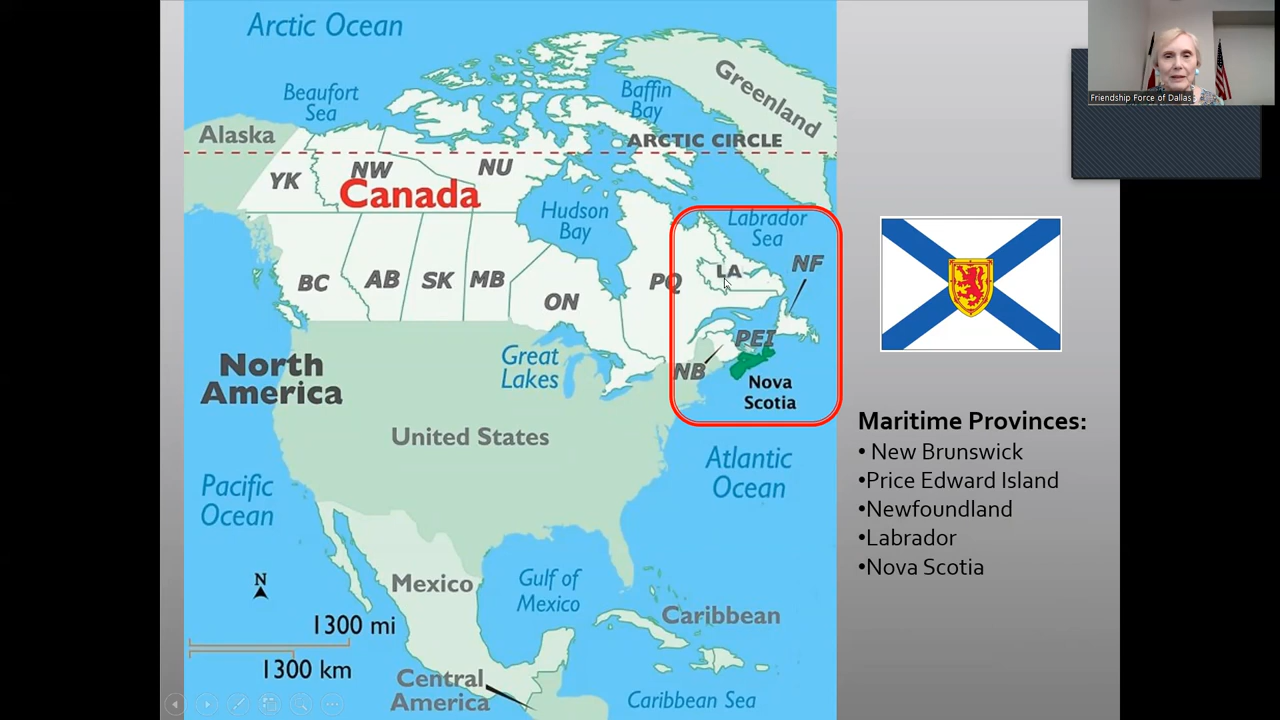 Arctic Ocean
Beaufort
Sea
Baffin
Bay
Greenland
Alaska
ARCTIC CIRCLE
YK
NW
NU
Canada
Hudson
Bay
Labrador
Sea
BC
AB
SK
MB
ON
PQ
LA
NF
PEI
NB
Nova
Scotia
North
America
Great
Lakes
United States
Pacific
Ocean
Atlantic
Ocean
N
1300 mi
1300 km
Mexico
Gulf of
Mexico
Caribbean
Central
America
Caribbean Sea
Friendship Force of Dallas
Maritime Provinces:
• New Brunswick
•Price Edward Island
•Newfoundland
•Labrador
•Nova Scotia